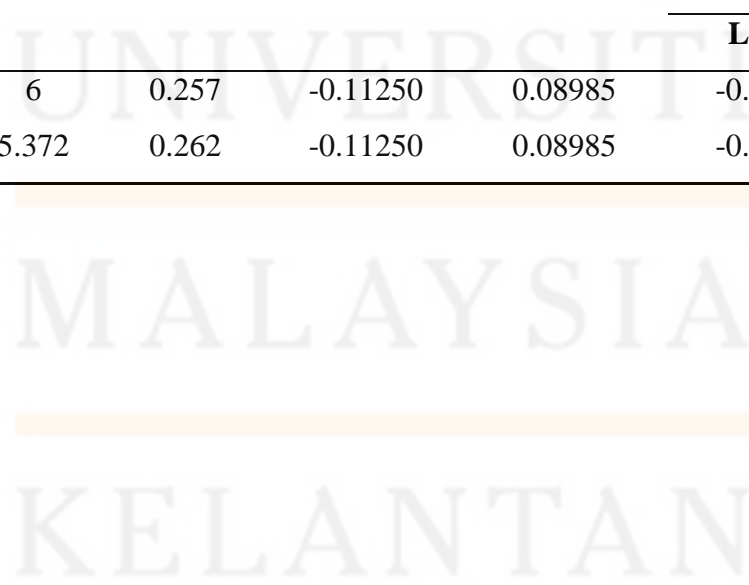 L
6 0.257 -0.11250 0.08985 -0.
5.372 0.262 -0.11250 0.08985 -0.
UNIVERSITI
MALAYSIA
KELANTAN